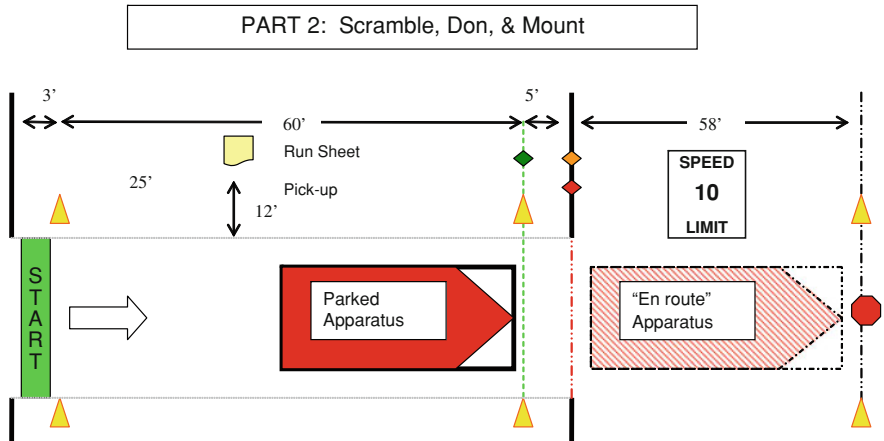 PART 2: Scramble, Don, & Mount
3’
60’
5’
58’
Run Sheet
25’
Pick-up
12’
SPEED
10
LIMIT
START
Parked
Apparatus
“En route”
Apparatus